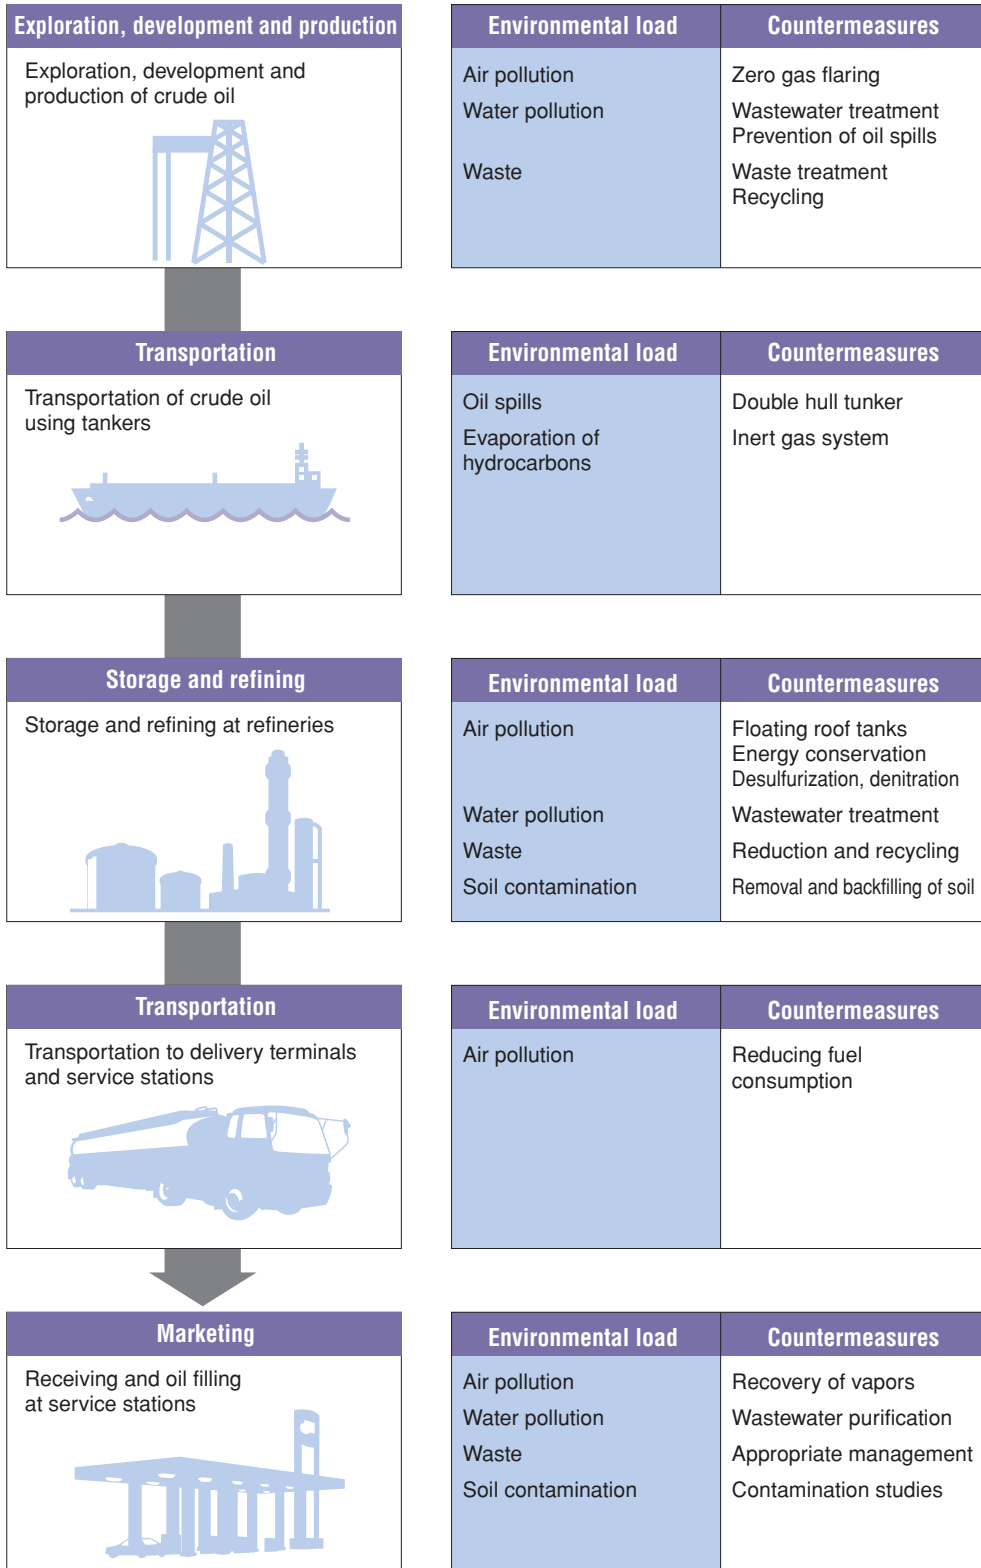 Exploration, development and production
Exploration, development and
production of crude oil
Environmental load
Countermeasures
Air pollution
Zero gas flaring
Water pollution
Wastewater treatment
Prevention of oil spills
Waste
Waste treatment
Recycling
Transportation
Transportation of crude oil
using tankers
Environmental load
Countermeasures
Oil spills
Double hull tunker
Evaporation of
hydrocarbons
Inert gas system
Storage and refining
Storage and refining at refineries
Environmental load
Countermeasures
Air pollution
Floating roof tanks
Energy conservation
Desulfurization, denitration
Water pollution
Wastewater treatment
Waste
Reduction and recycling
Soil contamination
Removal and backfilling of soil
Transportation
Transportation to delivery terminals
and service stations
Environmental load
Countermeasures
Air pollution
Reducing fuel
consumption
Marketing
Receiving and oil filling
at service stations
Environmental load
Countermeasures
Air pollution
Recovery of vapors
Water pollution
Wastewater purification
Waste
Appropriate management
Soil contamination
Contamination studies